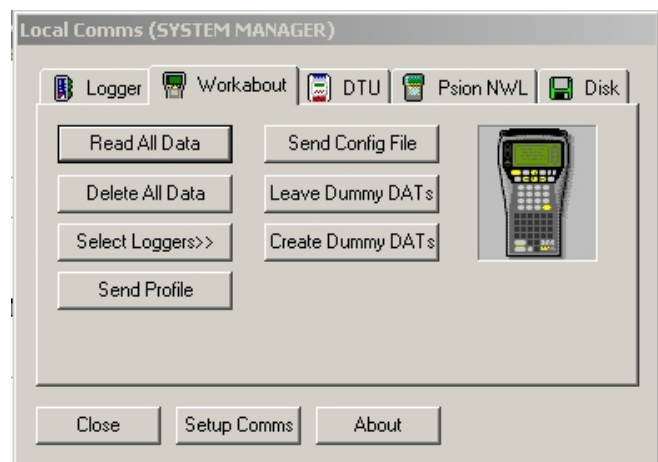 Local Comms (SYSTEM MANAGER)
Logger Workabout DTU Psion NWL Disk
Read All Data Send Config File
Delete All Data Leave Dummy DATs
Select Loggers>> Create Dummy DATs
Send Profile
Close Setup Comms About